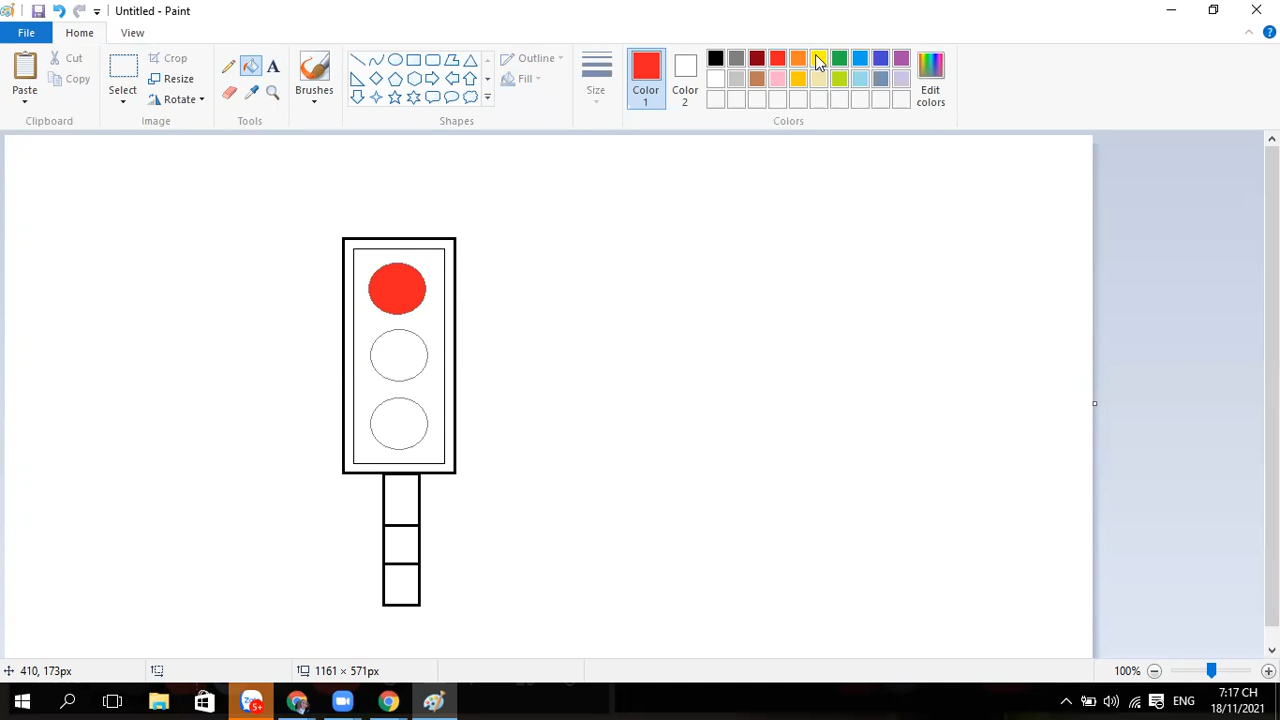 Untitled - Paint
File Home View
Paste
Cut
Copy
Clipboard
Select
Crop
Resize
Rotate
Image
A
Tools
Brushes
Outline
Fill
Shapes
Size
Color 1
Color 2
Edit colors
Colors
410, 173px
1161 × 571px
100%
5+
ENG
7:17 CH
18/11/2021